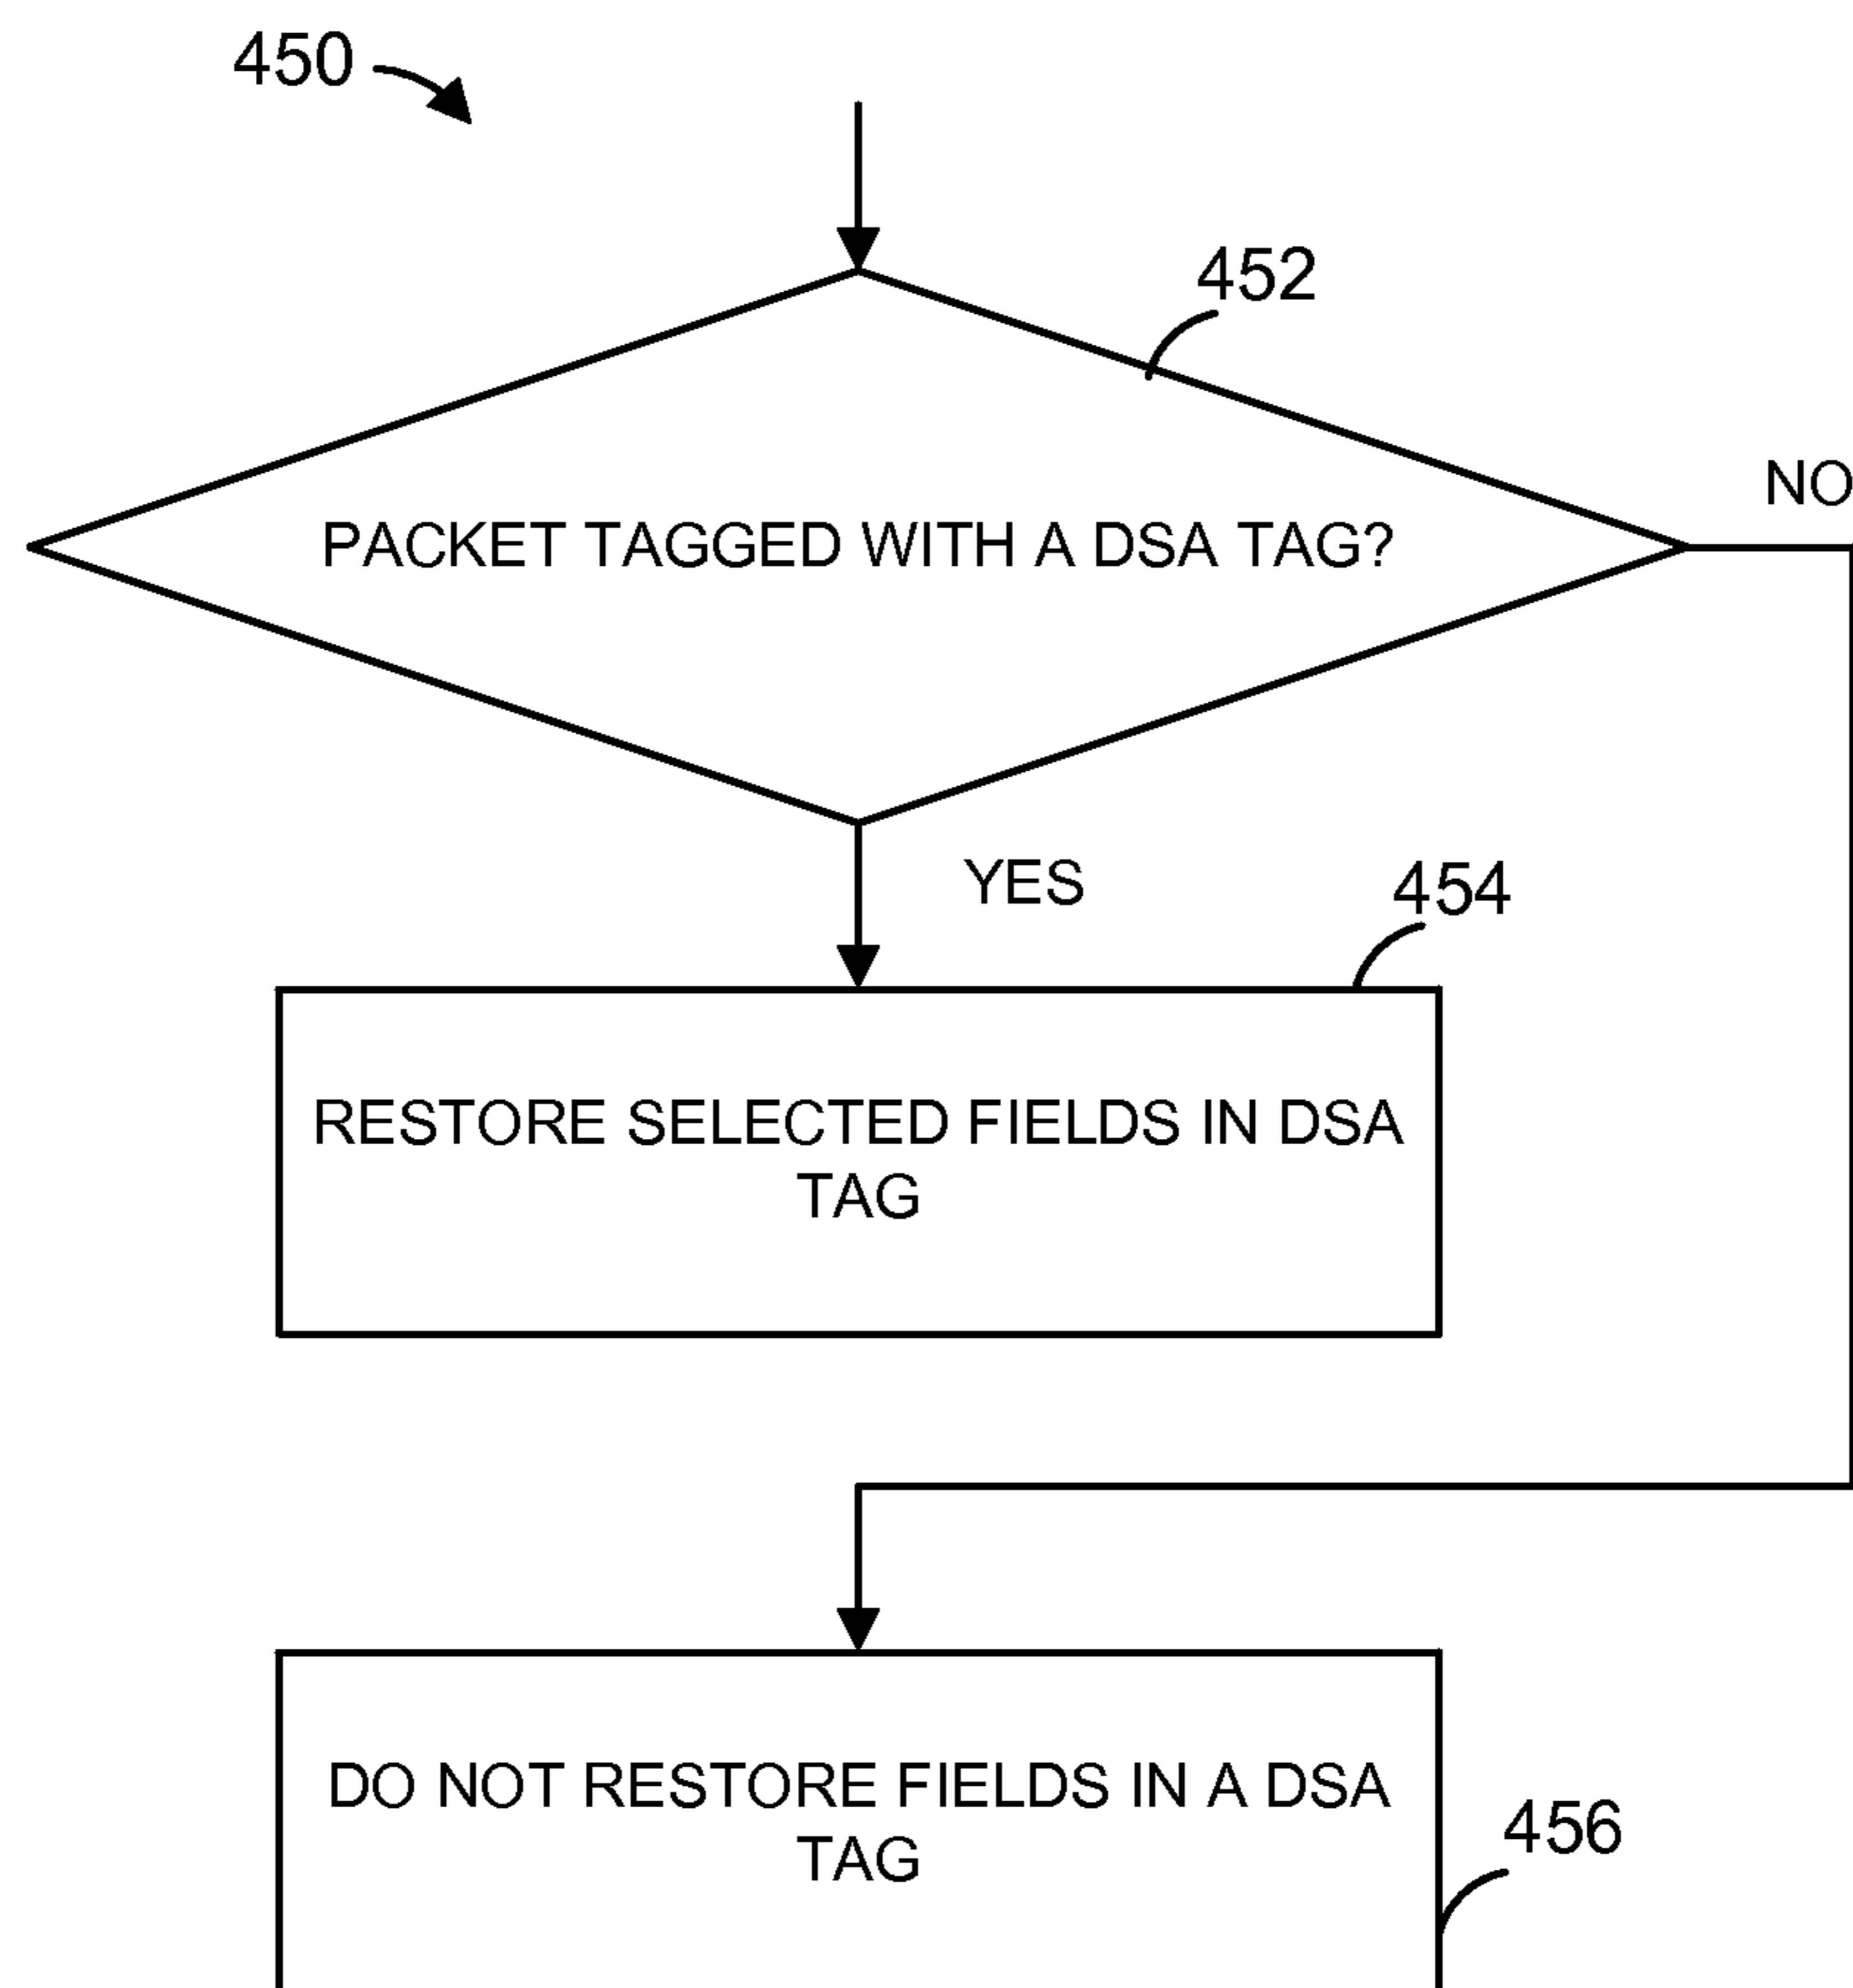 450
452
NO
PACKET TAGGED WITH A DSA TAG?
YES
454
RESTORE SELECTED FIELDS IN DSA
TAG
DO NOT RESTORE FIELDS IN A DSA
TAG
456